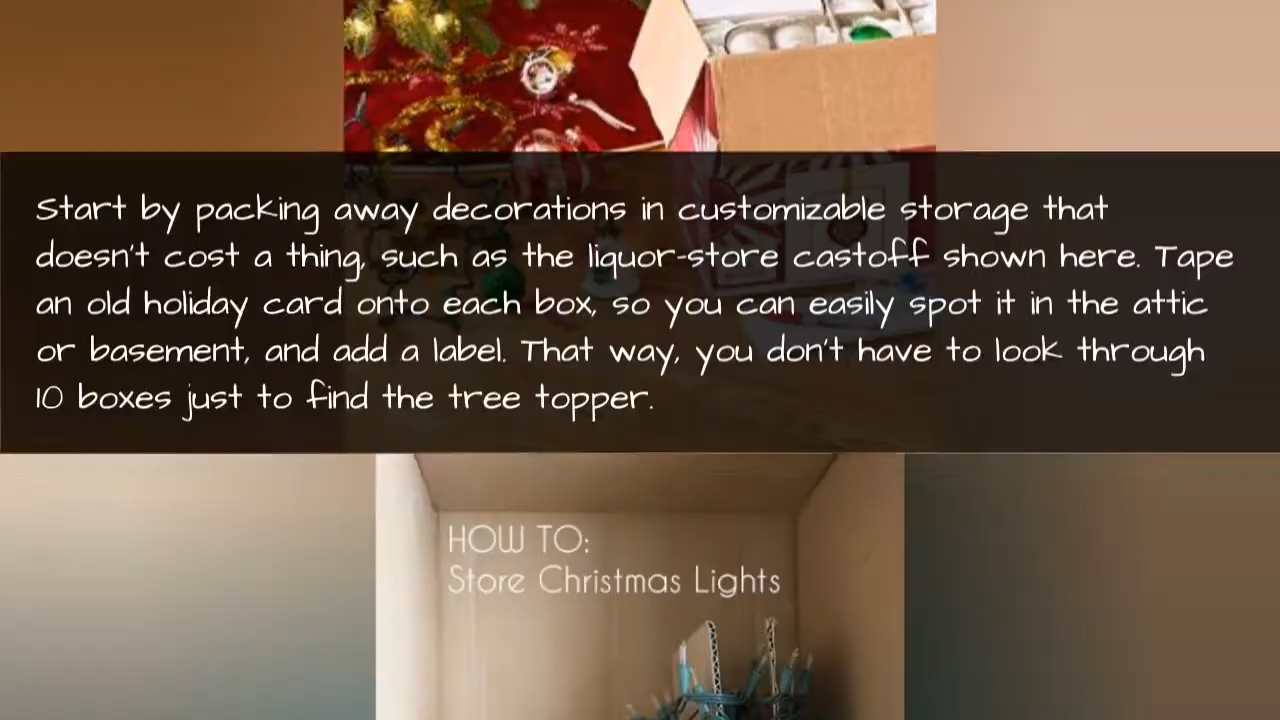 Start by packing away decorations in customizable storage that
doesn't cost a thing, such as the liquor-store castoff shown here. Tape
an old holiday card onto each box, so you can easily spot it in the attic
or basement, and add a label. That way, you don't have to look through
10 boxes just to find the tree topper.
HOW TO:
Store Christmas Lights